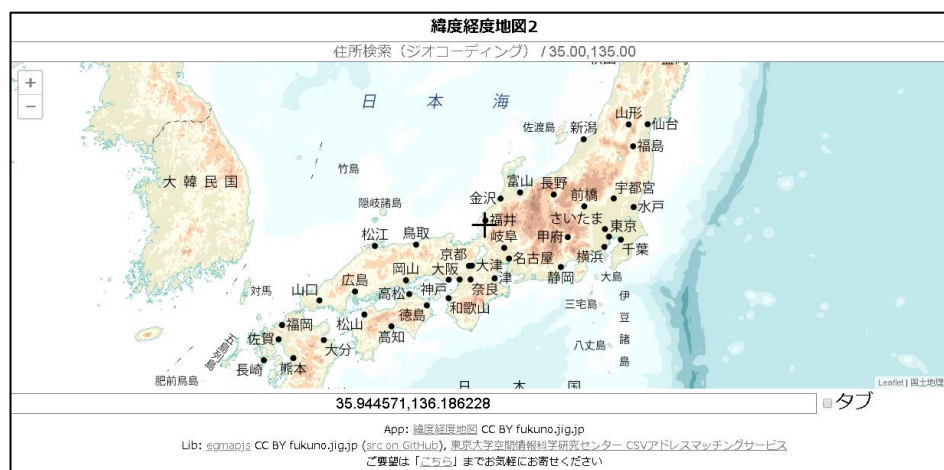 緯度経度地図2
住所検索（ジオコーディング） / 35.00,135.00
+
−
日 本 海
佐渡島
新潟
山形
仙台
福島
竹島
大韓民国
富山
長野
金沢
前橋
宇都宮
水戸
隠岐諸島
福井
さいたま
東京
松江
鳥取
岐阜
甲府
千葉
京都
大津
名古屋
横浜
岡山
大阪
津
静岡
大島
対馬
広島
神戸
奈良
山口
高松
和歌山
三宅島
伊豆諸島
福岡
松山
徳島
佐賀
大分
高知
八丈島
五島列島
長崎
熊本
肥前鳥島
日 本 国
Leaflet | 国土地理
35.944571,136.186228
タブ
App: 緯度経度地図 CC BY fukuno.jig.jp
Lib: egmapjs CC BY fukuno.jig.jp (src on GitHub), 東京大学空間情報科学研究センター CSVアドレスマッチングサービス
ご要望は「こちら」までお気軽にお寄せください